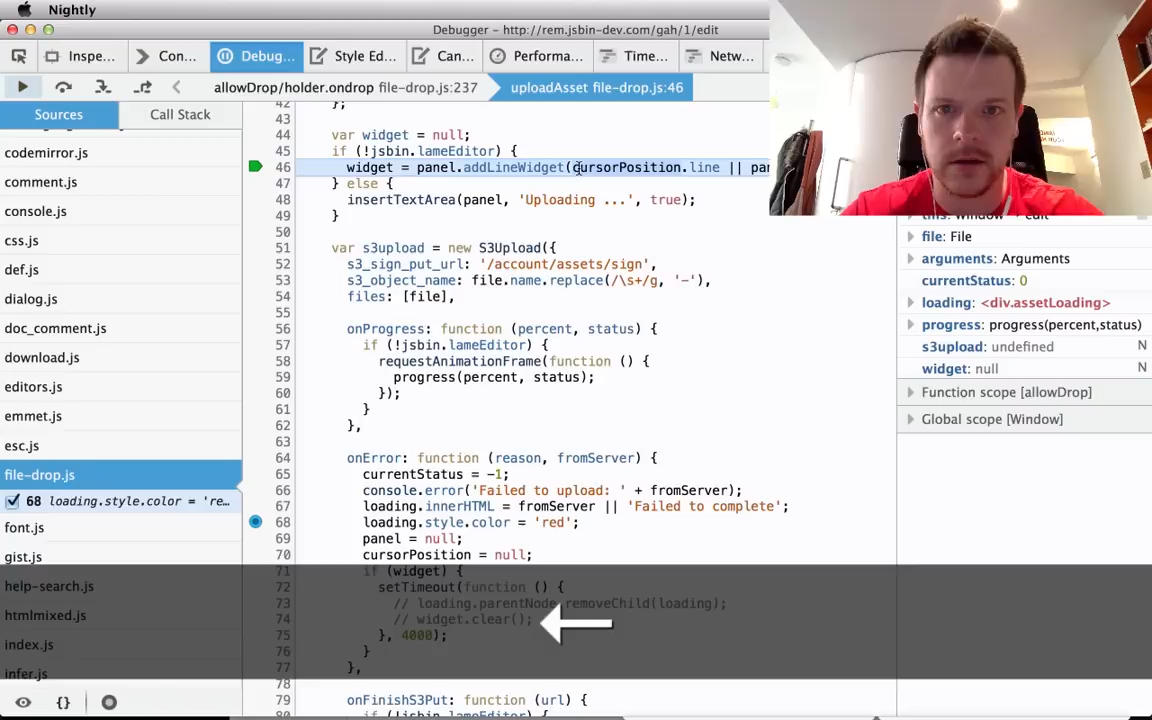 Nightly
Debugger - http://rem.jsbin-dev.com/gah/1/edit
Inspe... Con... Debug... Style Ed... Can... Performa... Time... Netw...
allowDrop/holder.ondrop file-drop.js:237 uploadAsset file-drop.js:46
Sources Call Stack
codemirror.js
comment.js
console.js
css.js
def.js
dialog.js
doc_comment.js
download.js
editors.js
emmet.js
esc.js
file-drop.js
68 loading.style.color = 're…
font.js
gist.js
help-search.js
htmlmixed.js
index.js
infer.js
{}
42 };
43
44 var widget = null;
45 if (!jsbin.lameEditor) {
46 widget = panel.addLineWidget(cursorPosition.line || pan
47 } else {
48 insertTextArea(panel, 'Uploading ...', true);
49 }
50
51 var s3upload = new S3Upload({
52 s3_sign_put_url: '/account/assets/sign',
53 s3_object_name: file.name.replace(/\s+/g, '-'),
54 files: [file],
55
56 onProgress: function (percent, status) {
57 if (!jsbin.lameEditor) {
58 requestAnimationFrame(function () {
59 progress(percent, status);
60 });
61 }
62 },
63
64 onError: function (reason, fromServer) {
65 currentStatus = -1;
66 console.error('Failed to upload: ' + fromServer);
67 loading.innerHTML = fromServer || 'Failed to complete';
68 loading.style.color = 'red';
69 panel = null;
70 cursorPosition = null;
71 if (widget) {
72 setTimeout(function () {
73 // loading.parentNode.removeChild(loading);
74 // widget.clear();
75 }, 4000);
76 }
77 },
78
79 onFinishS3Put: function (url) {
80 if (!jsbin.lameEditor) {
this: Window → edit
file: File
arguments: Arguments
currentStatus: 0
loading: <div.assetLoading>
progress: progress(percent,status)
s3upload: undefined N
widget: null N
Function scope [allowDrop]
Global scope [Window]